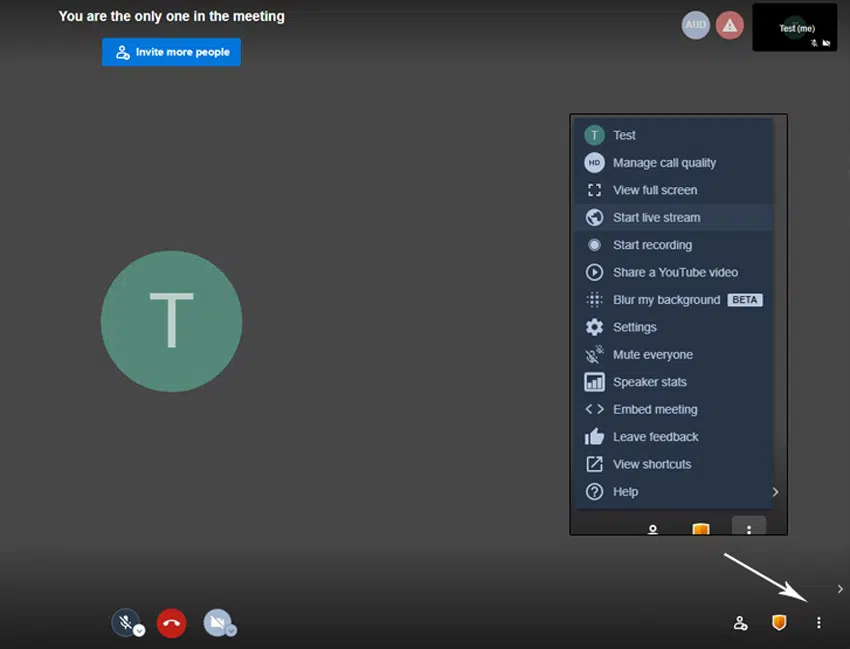 You are the only one in the meeting
Invite more people
AUD
Test (me)
T
T Test
HD Manage call quality
View full screen
Start live stream
Start recording
Share a YouTube video
Blur my background BETA
Settings
Mute everyone
Speaker stats
Embed meeting
Leave feedback
View shortcuts
Help